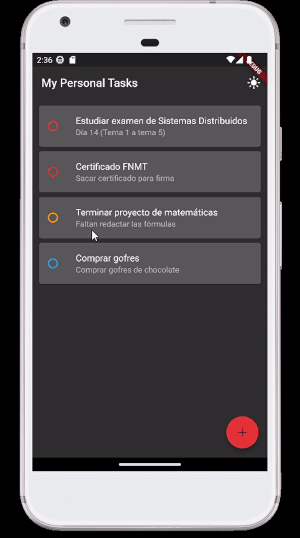 2:36
DEBUG
My Personal Tasks
Estudiar examen de Sistemas Distribuidos
Día 14 (Tema 1 a tema 5)
Certificado FNMT
Sacar certificado para firma
Terminar proyecto de matemáticas
Faltan redactar las fórmulas
Comprar gofres
Comprar gofres de chocolate